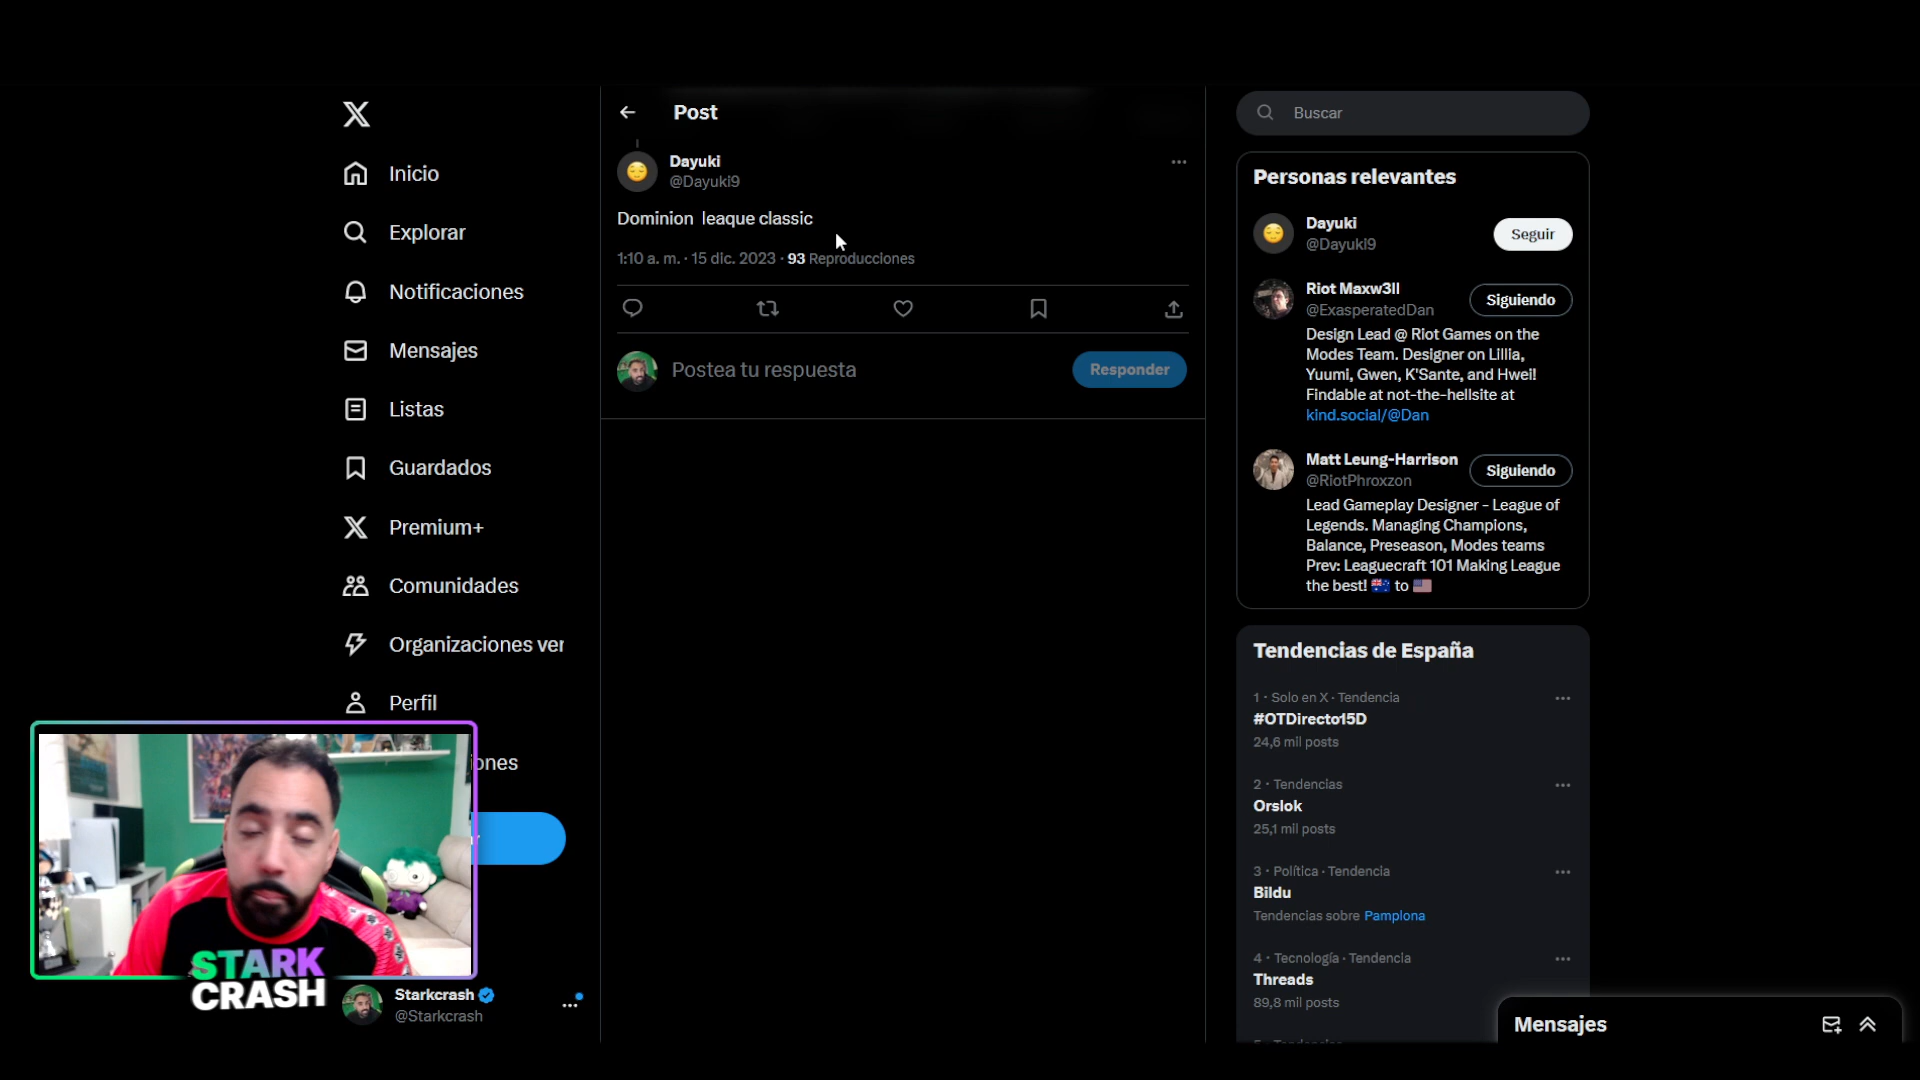 Post
Inicio
Explorar
Notificaciones
Mensajes
Listas
Guardados
Premium+
Comunidades
Organizaciones ver
Perfil
ones
STARK
CRASH
Starkcrash
@Starkcrash
Dayuki
@Dayuki9
Dominion leaque classic
1:10 a. m. · 15 dic. 2023 · 93 Reproducciones
Postea tu respuesta
Responder
Buscar
Personas relevantes
Dayuki
@Dayuki9
Seguir
Riot Maxw3ll
@ExasperatedDan
Siguiendo
Design Lead @ Riot Games on the
Modes Team. Designer on Lillia,
Yuumi, Gwen, K'Sante, and Hwei!
Findable at not-the-hellsite at
kind.social/@Dan
Matt Leung-Harrison
@RiotPhroxzon
Siguiendo
Lead Gameplay Designer - League of
Legends. Managing Champions,
Balance, Preseason, Modes teams
Prev: Leaguecraft 101 Making League
the best! 🇦🇺 to 🇺🇸
Tendencias de España
1 · Solo en X · Tendencia
#OTDirecto15D
24,6 mil posts
2 · Tendencias
Orslok
25,1 mil posts
3 · Política · Tendencia
Bildu
Tendencias sobre Pamplona
4 · Tecnología · Tendencia
Threads
89,8 mil posts
Mensajes